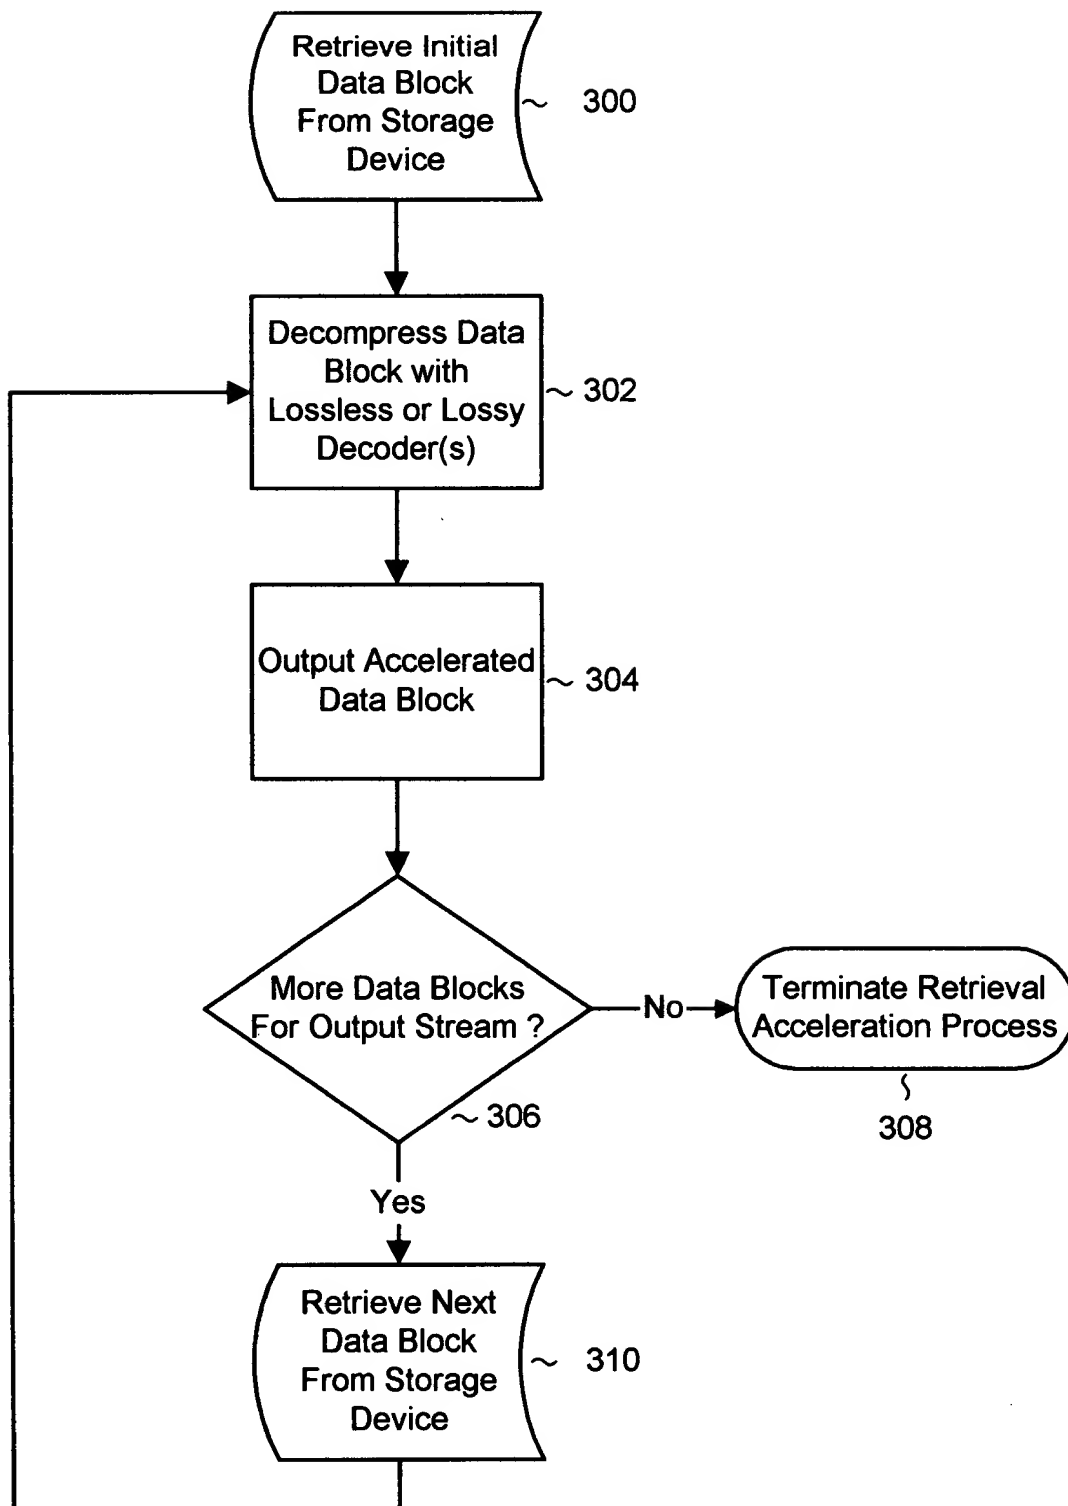 Retrieve Initial
Data Block
From Storage
Device
300
Decompress Data
Block with
Lossless or Lossy
Decoder(s)
302
Output Accelerated
Data Block
304
More Data Blocks
For Output Stream ?
No
Terminate Retrieval
Acceleration Process
306
308
Yes
Retrieve Next
Data Block
From Storage
Device
310